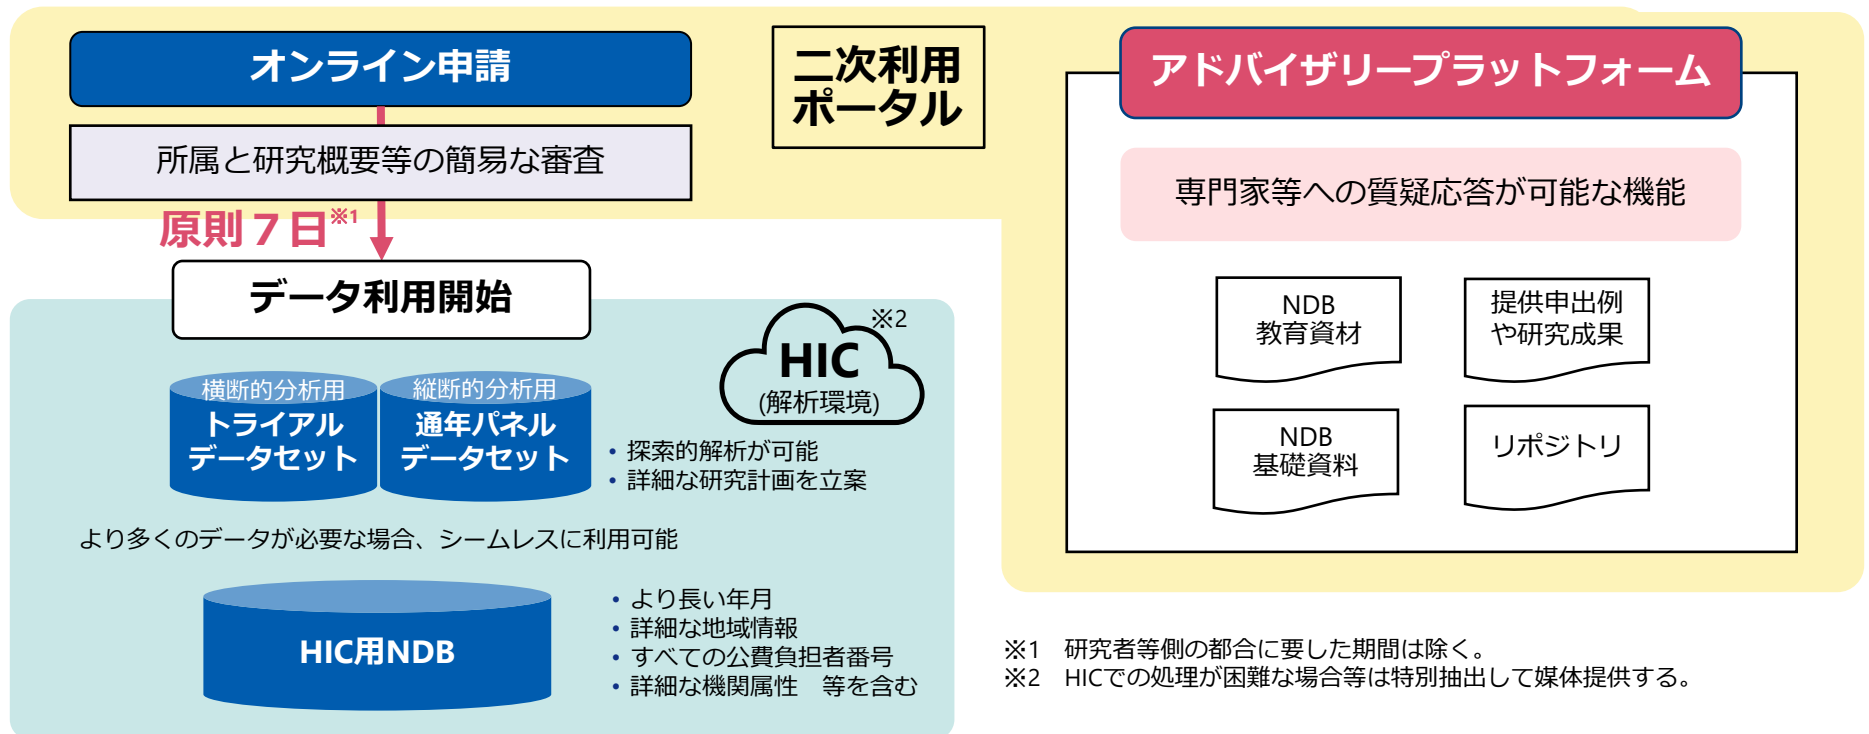 オンライン申請
所属と研究概要等の簡易な審査
原則７日※1
データ利用開始
二次利用
ポータル
アドバイザリープラットフォーム
専門家等への質疑応答が可能な機能
NDB
教育資材
提供申出例
や研究成果
NDB
基礎資料
リポジトリ
※2
HIC
(解析環境)
横断的分析用
トライアル
データセット
縦断的分析用
通年パネル
データセット
・探索的解析が可能
・詳細な研究計画を立案
より多くのデータが必要な場合、シームレスに利用可能
HIC用NDB
・より長い年月
・詳細な地域情報
・すべての公費負担者番号
・詳細な機関属性　等を含む
※1　研究者等側の都合に要した期間は除く。
※2　HICでの処理が困難な場合等は特別抽出して媒体提供する。